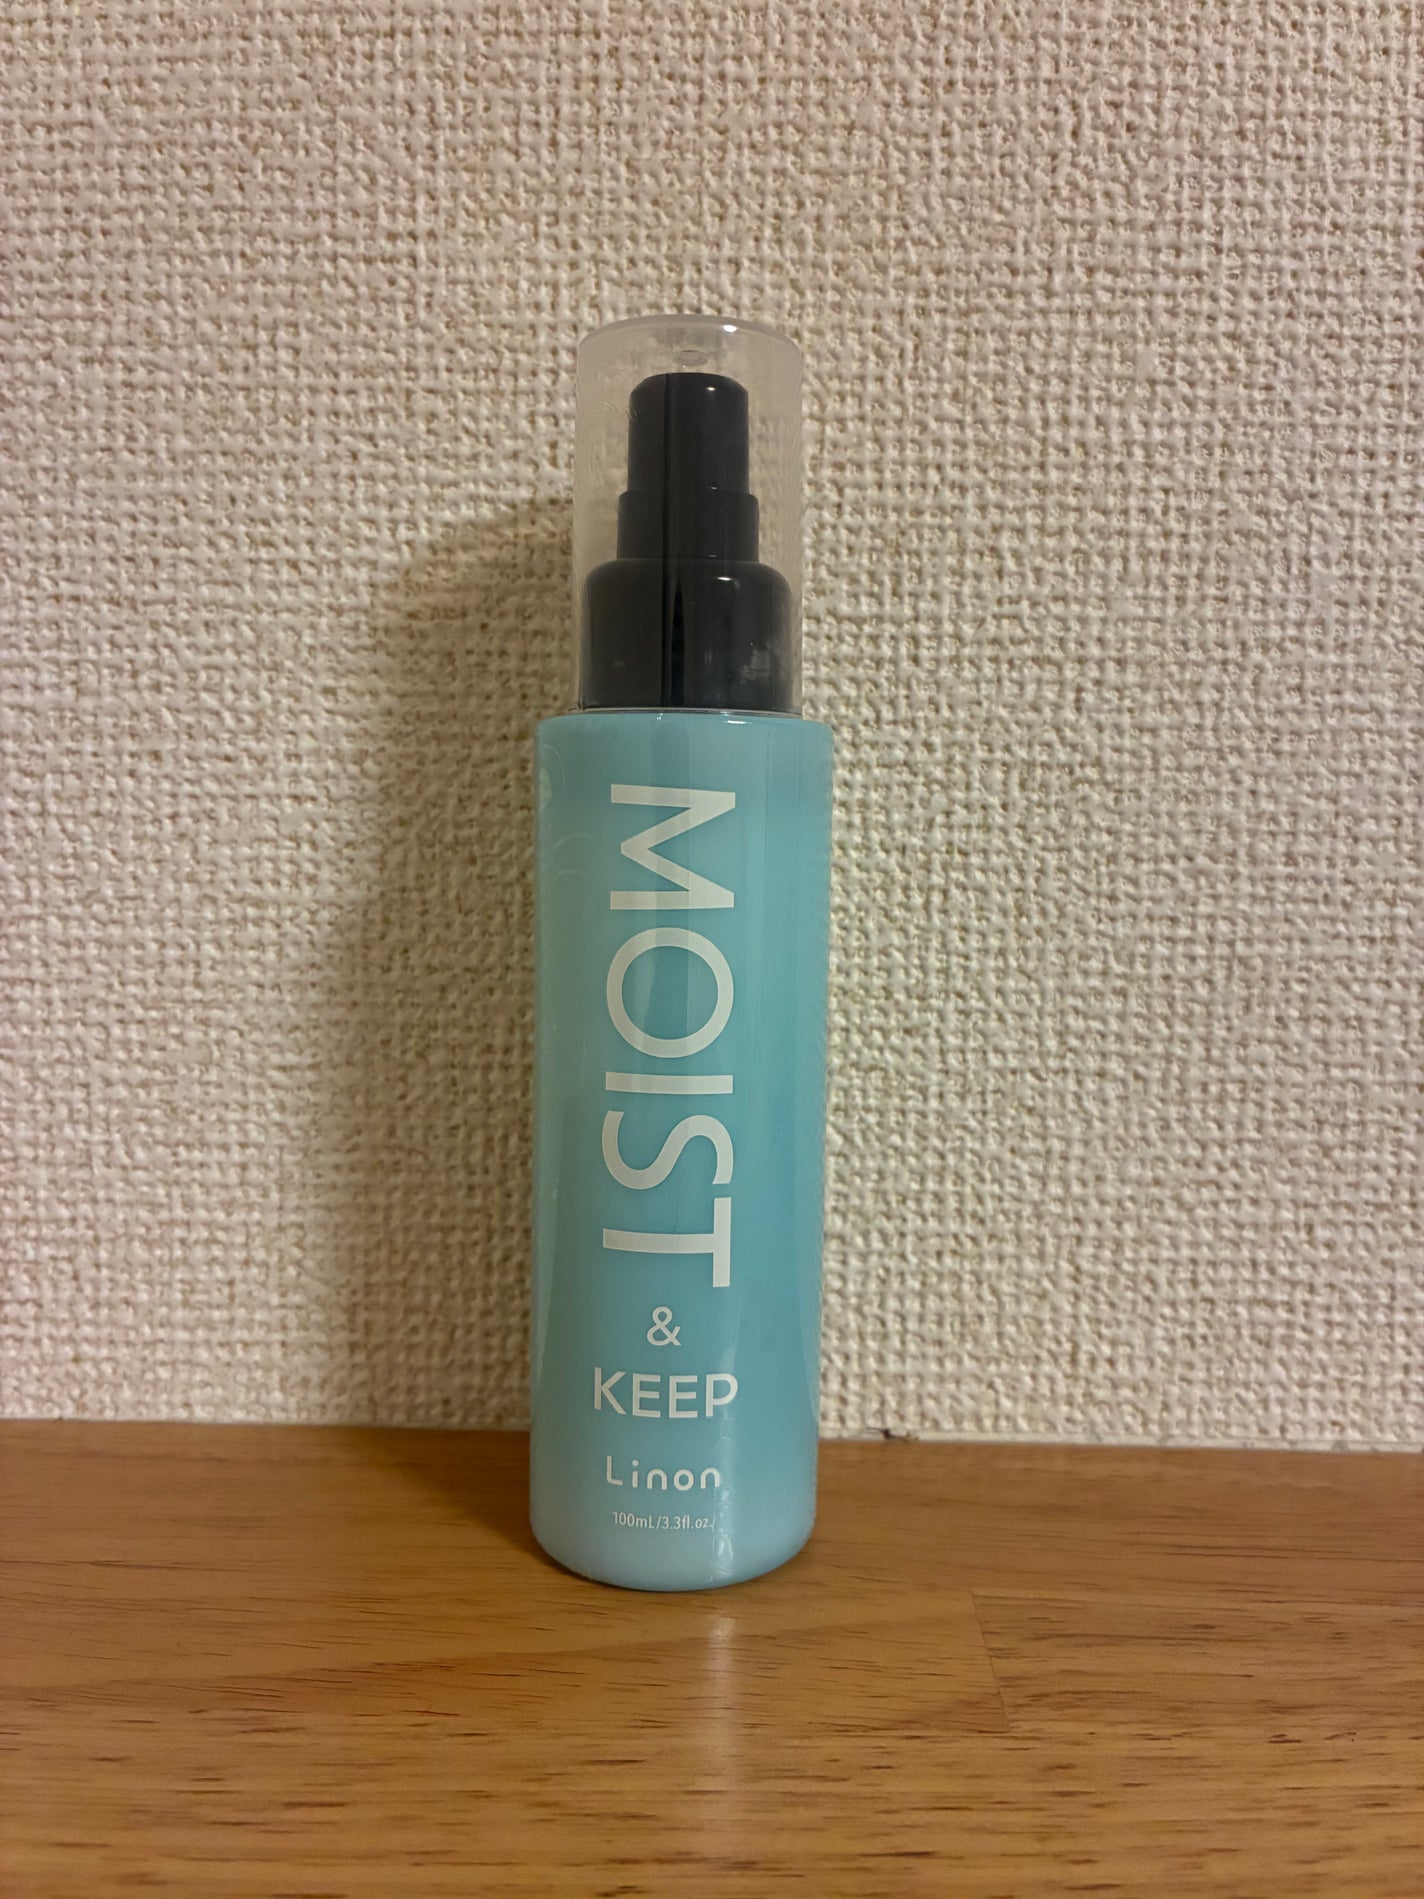 MOIST
&
KEEP
Linon
100mL/3.3fl.oz.